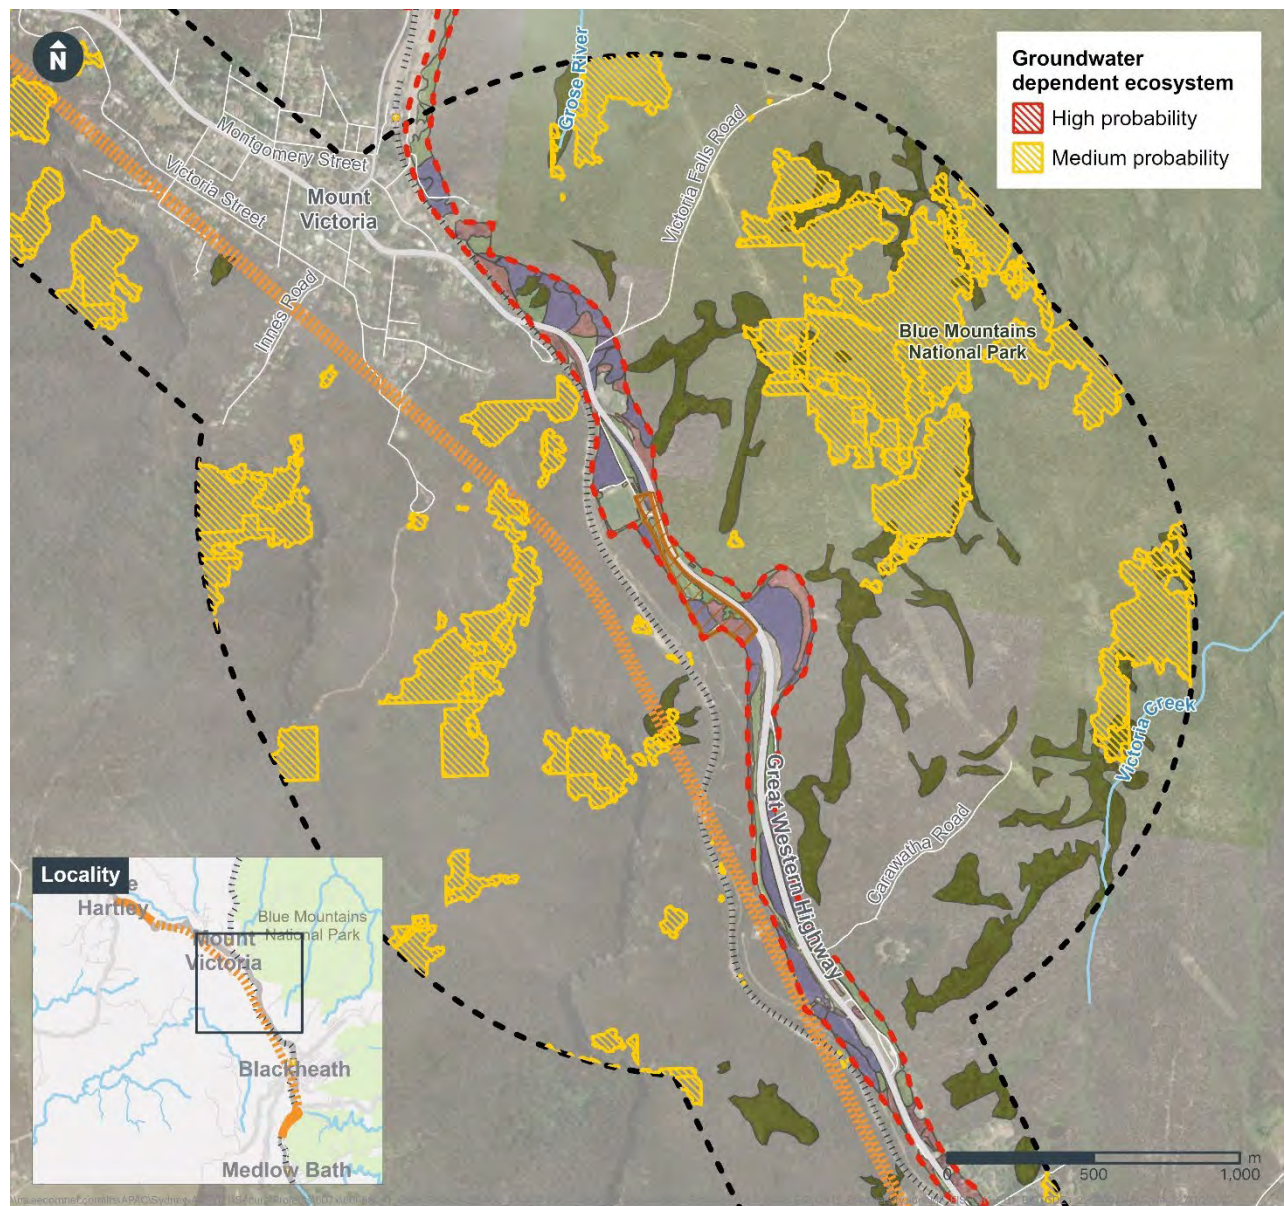 N
Groundwater
dependent ecosystem
High probability
Medium probability
Grose River
Montgomery Street
Victoria Street
Mount
Victoria
Victoria Falls Road
Innes Road
Blue Mountains
National Park
Victoria Creek
Great Western Highway
Carawatha Road
Locality
Hartley
Blue Mountains
National Park
Mount
Victoria
Blackheath
Medlow Bath
0
500
1,000
m